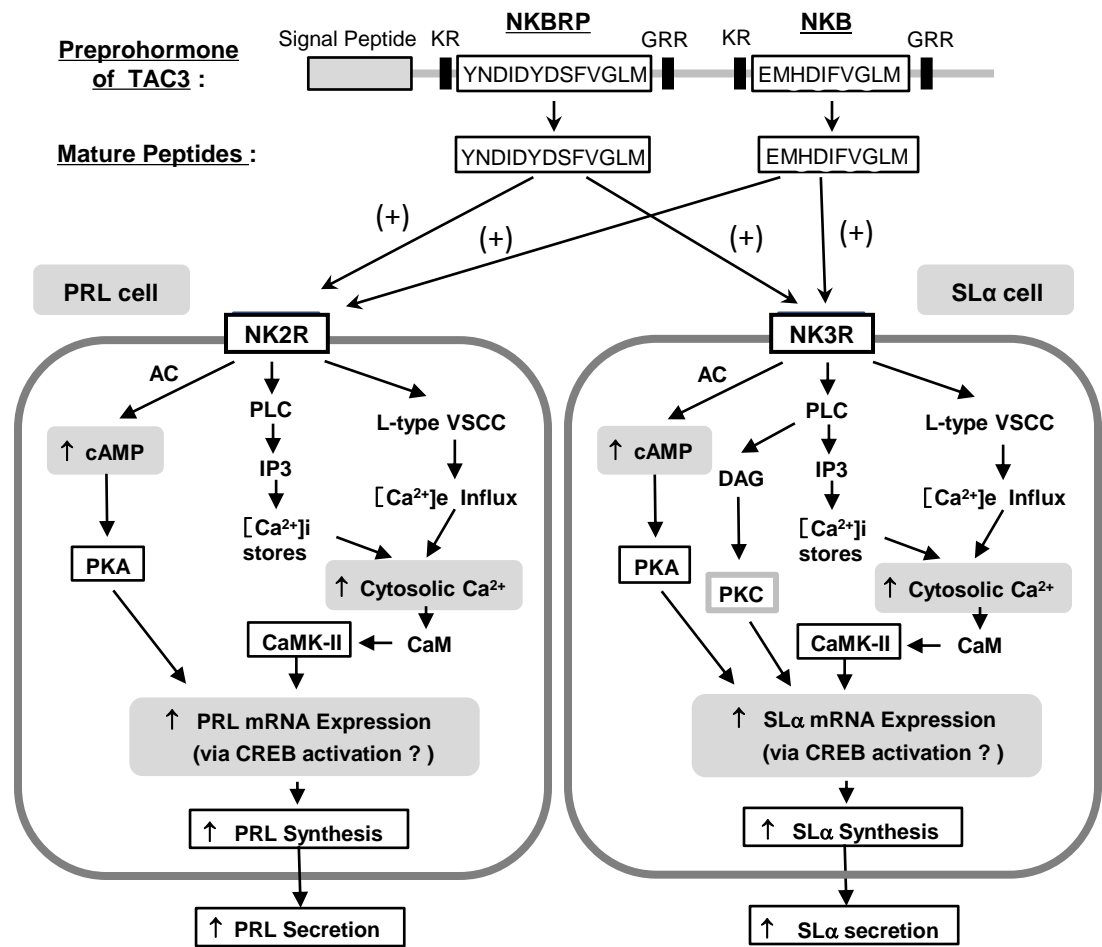 NKBRP
NKB
Preprohormone
of TAC3 :
Signal Peptide
KR
GRR
KR
GRR
YNDIDYDSFVGLM
EMHDIFVGLM
Mature Peptides :
YNDIDYDSFVGLM
EMHDIFVGLM
(+)
(+)
(+)
(+)
PRL cell
SLα cell
NK2R
AC
PLC
L-type VSCC
↑ cAMP
IP3
[Ca²⁺]e Influx
[Ca²⁺]i
stores
PKA
↑ Cytosolic Ca²⁺
CaMK-II
CaM
↑ PRL mRNA Expression
(via CREB activation ? )
↑ PRL Synthesis
↑ PRL Secretion
NK3R
AC
PLC
L-type VSCC
↑ cAMP
DAG
IP3
[Ca²⁺]e Influx
[Ca²⁺]i
stores
PKA
PKC
↑ Cytosolic Ca²⁺
CaMK-II
CaM
↑ SLα mRNA Expression
(via CREB activation ? )
↑ SLα Synthesis
↑ SLα secretion